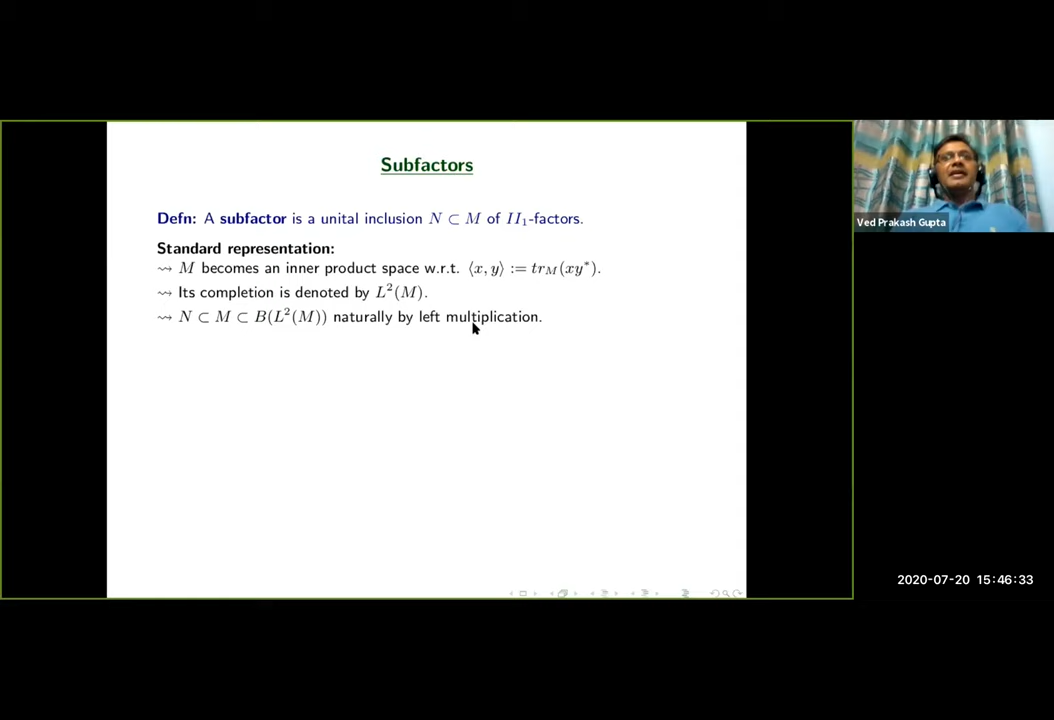 Subfactors
Defn: A subfactor is a unital inclusion N ⊂ M of II₁-factors.
Standard representation:
⇝ M becomes an inner product space w.r.t. ⟨x, y⟩ := tr_M(xy*).
⇝ Its completion is denoted by L²(M).
⇝ N ⊂ M ⊂ B(L²(M)) naturally by left multiplication.
Ved Prakash Gupta
2020-07-20 15:46:33